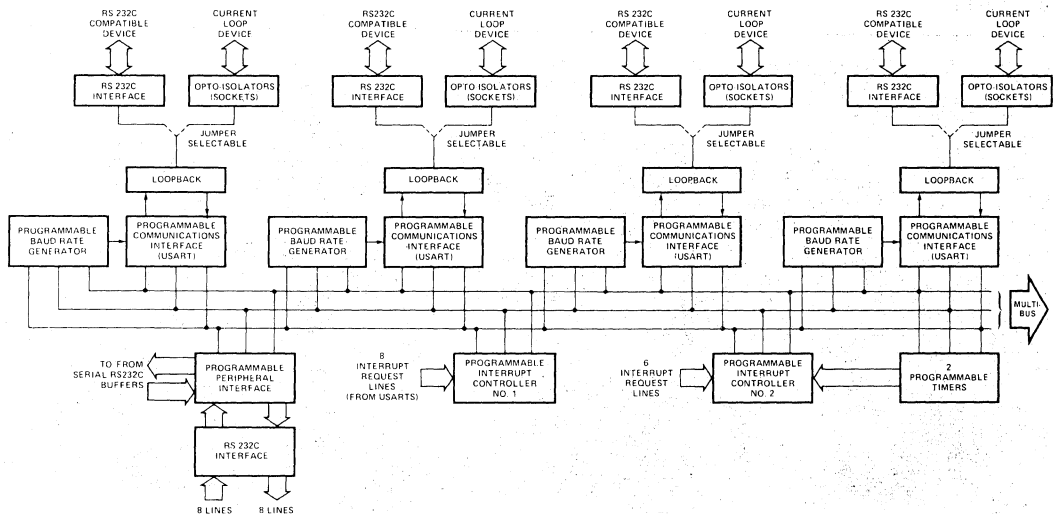 RS 232C
COMPATIBLE
DEVICE
CURRENT
LOOP
DEVICE
RS232C
COMPATIBLE
DEVICE
CURRENT
LOOP
DEVICE
RS 232C
COMPATIBLE
DEVICE
CURRENT
LOOP
DEVICE
RS 232C
COMPATIBLE
DEVICE
CURRENT
LOOP
DEVICE
RS 232C
INTERFACE
OPTO-ISOLATORS
(SOCKETS)
RS 232C
INTERFACE
OPTO-ISOLATORS
(SOCKETS)
RS 232C
INTERFACE
OPTO-ISOLATORS
(SOCKETS)
RS 232C
INTERFACE
OPTO-ISOLATORS
(SOCKETS)
JUMPER
SELECTABLE
JUMPER
SELECTABLE
JUMPER
SELECTABLE
JUMPER
SELECTABLE
LOOPBACK
LOOPBACK
LOOPBACK
LOOPBACK
PROGRAMMABLE
BAUD RATE
GENERATOR
PROGRAMMABLE
COMMUNICATIONS
INTERFACE
(USART)
PROGRAMMABLE
BAUD RATE
GENERATOR
PROGRAMMABLE
COMMUNICATIONS
INTERFACE
(USART)
PROGRAMMABLE
BAUD RATE
GENERATOR
PROGRAMMABLE
COMMUNICATIONS
INTERFACE
(USART)
PROGRAMMABLE
BAUD RATE
GENERATOR
PROGRAMMABLE
COMMUNICATIONS
INTERFACE
(USART)
MULTI-
BUS
TO FROM
SERIAL RS232C
BUFFERS
PROGRAMMABLE
PERIPHERAL
INTERFACE
8
INTERRUPT
REQUEST
LINES
(FROM USARTS)
PROGRAMMABLE
INTERRUPT
CONTROLLER
NO. 1
6
INTERRUPT
REQUEST
LINES
PROGRAMMABLE
INTERRUPT
CONTROLLER
NO. 2
2
PROGRAMMABLE
TIMERS
RS 232C
INTERFACE
8 LINES
8 LINES